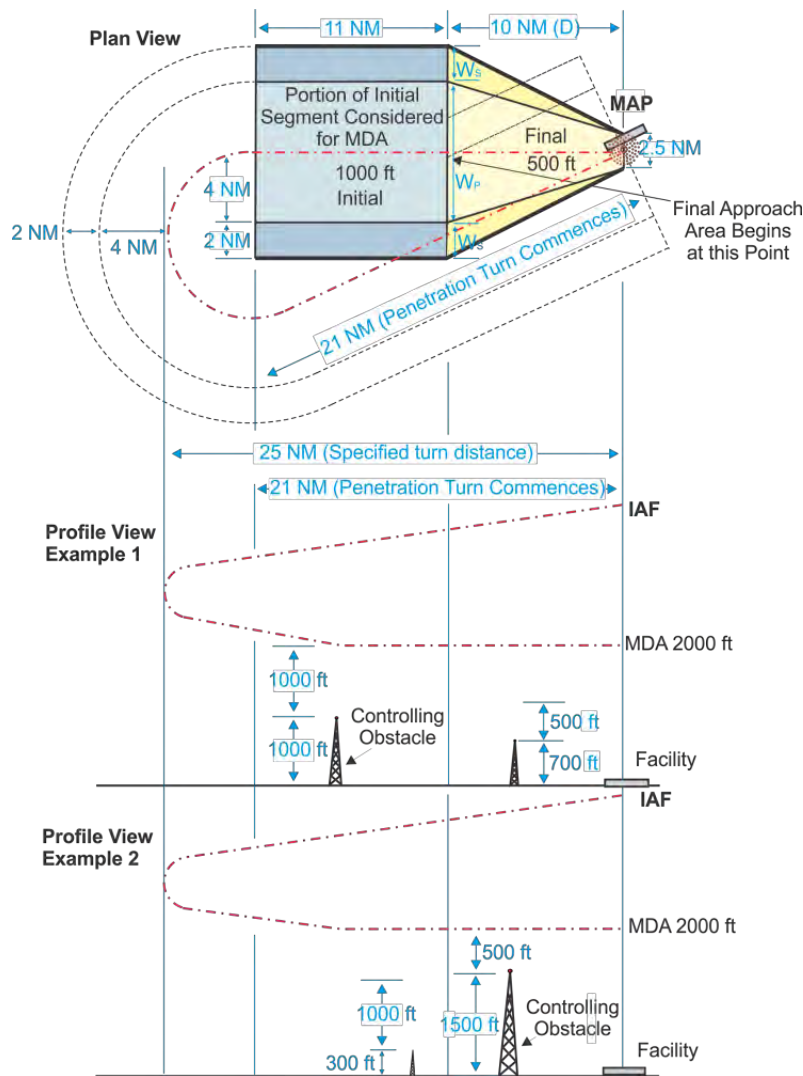 11 NM
10 NM (D)
Plan View
Ws
MAP
Portion of Initial
Segment Considered
for MDA
Final
500 ft
2.5 NM
1000 ft
Initial
4 NM
WP
2 NM
4 NM
2 NM
Ws
Final Approach
Area Begins
at this Point
21 NM (Penetration Turn Commences)
25 NM (Specified turn distance)
21 NM (Penetration Turn Commences)
IAF
Profile View
Example 1
MDA 2000 ft
1000 ft
Controlling
Obstacle
500 ft
1000 ft
700 ft
Facility
IAF
Profile View
Example 2
MDA 2000 ft
500 ft
1000 ft
1500 ft
Controlling
Obstacle
300 ft
Facility